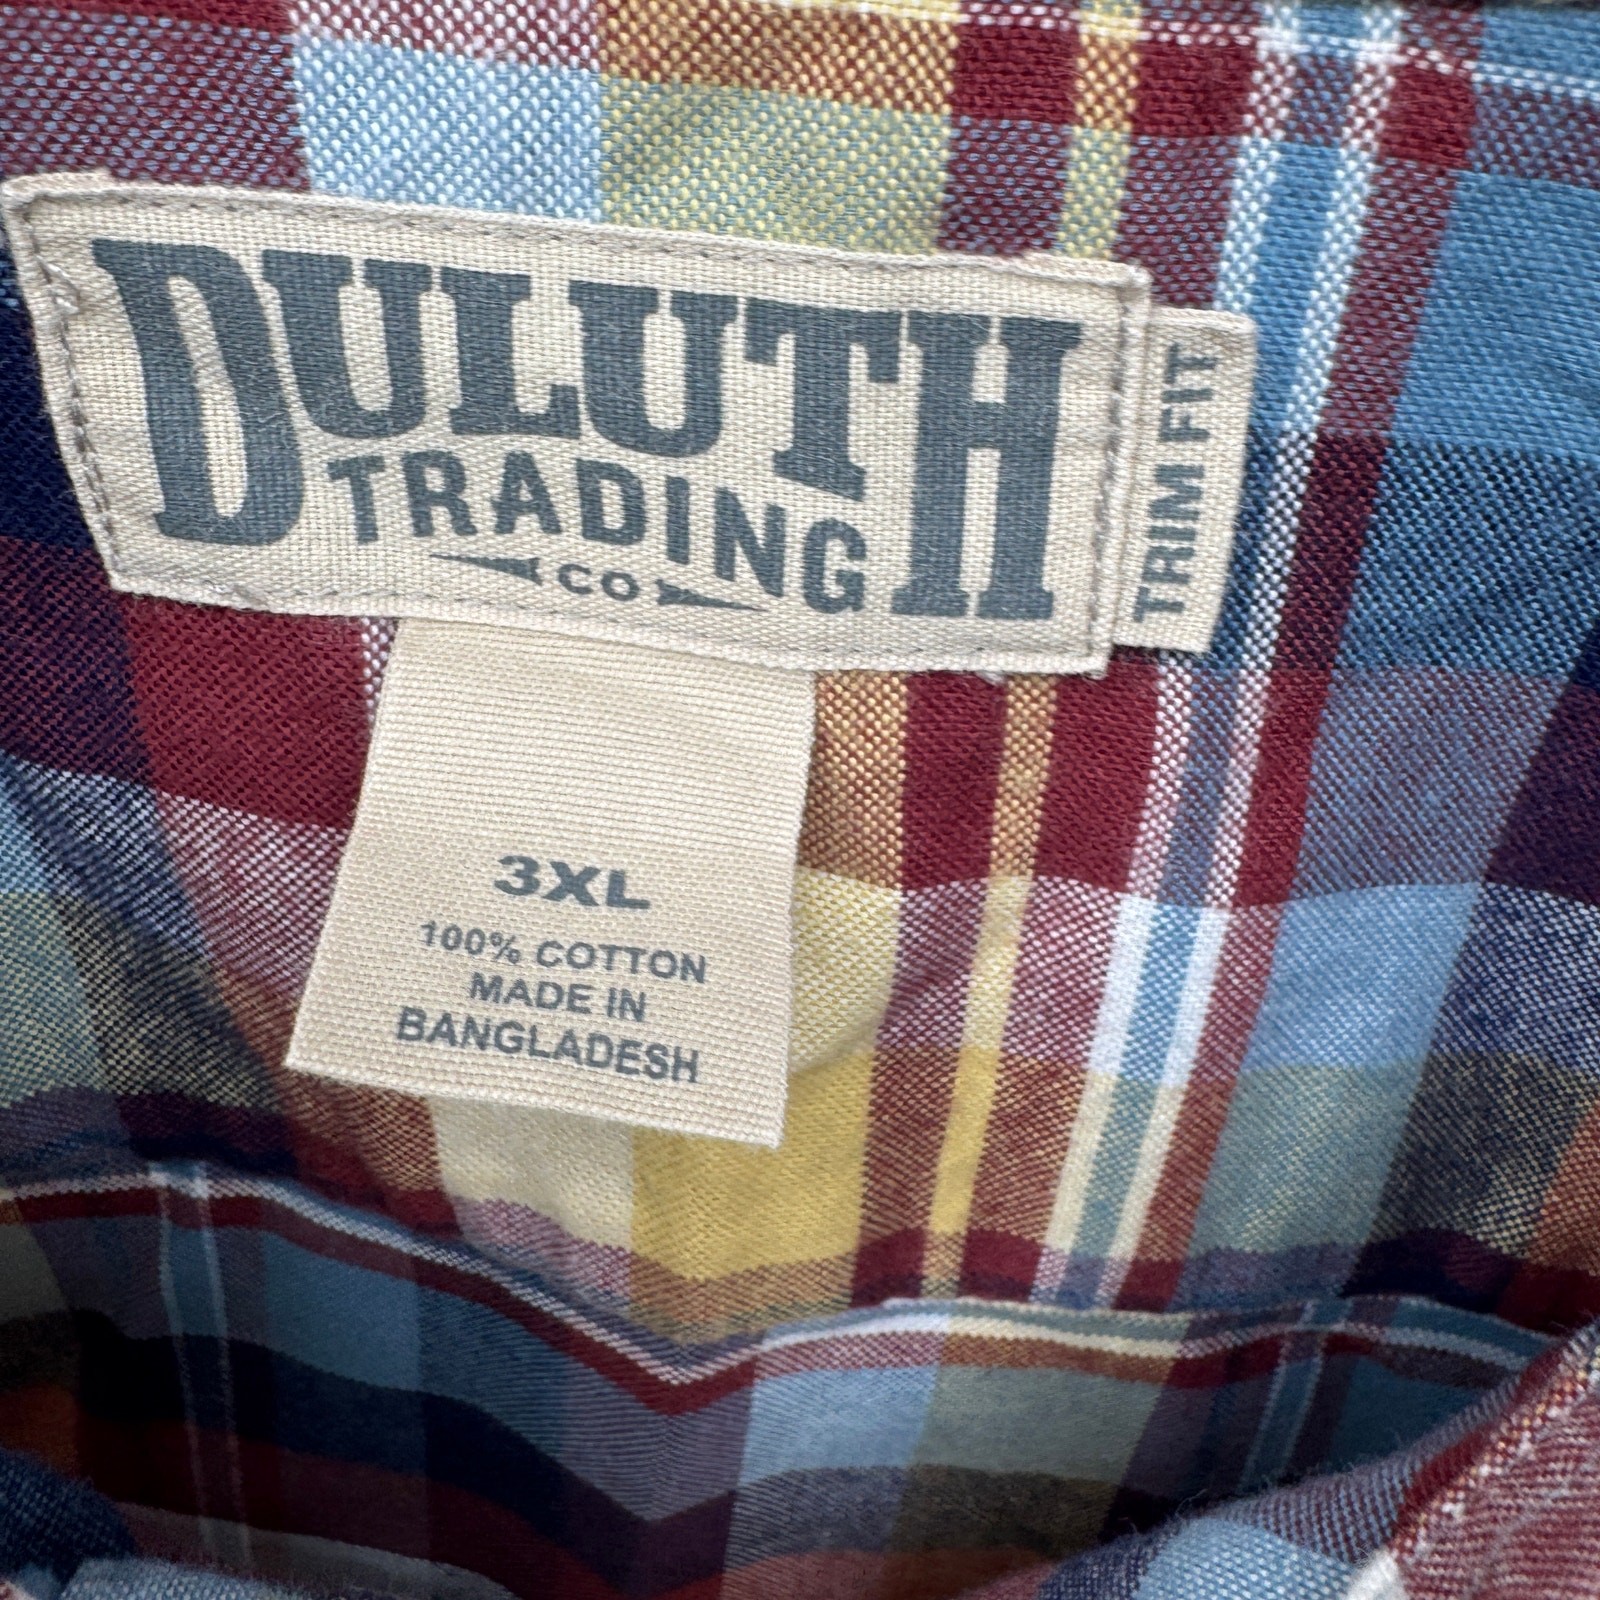 DULUTH
TRADING
CO
TRIM FIT
3XL
100% COTTON
MADE IN
BANGLADESH